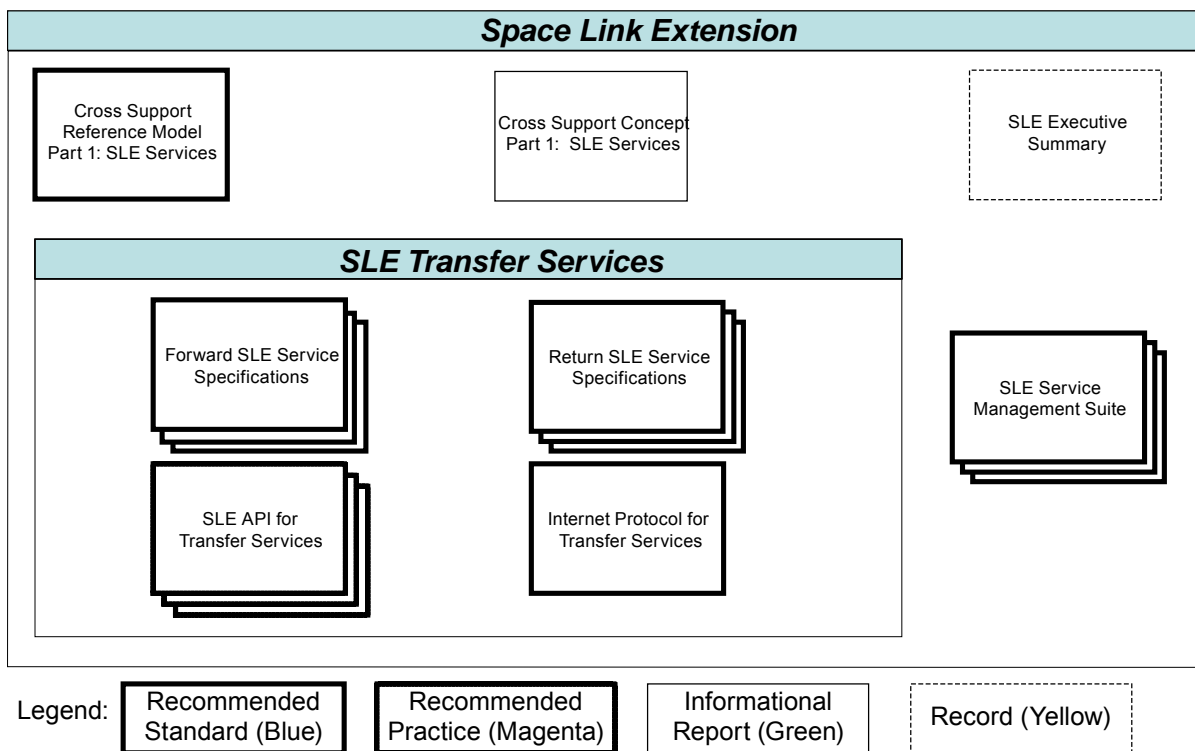 Space Link Extension
Cross Support
Reference Model
Part 1: SLE Services
Cross Support Concept
Part 1: SLE Services
SLE Executive
Summary
SLE Transfer Services
Forward SLE Service
Specifications
Return SLE Service
Specifications
SLE Service
Management Suite
SLE API for
Transfer Services
Internet Protocol for
Transfer Services
Legend:
Recommended
Standard (Blue)
Recommended
Practice (Magenta)
Informational
Report (Green)
Record (Yellow)